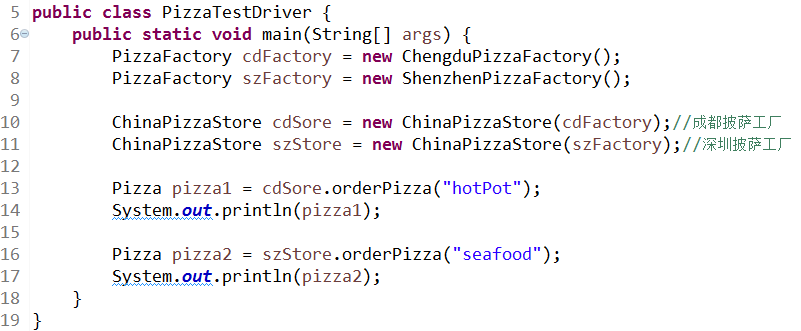 5 public class PizzaTestDriver {
6 public static void main(String[] args) {
7 PizzaFactory cdFactory = new ChengduPizzaFactory();
8 PizzaFactory szFactory = new ShenzhenPizzaFactory();
9
10 ChinaPizzaStore cdSore = new ChinaPizzaStore(cdFactory);//成都披萨工厂
11 ChinaPizzaStore szStore = new ChinaPizzaStore(szFactory);//深圳披萨工厂
12
13 Pizza pizza1 = cdSore.orderPizza("hotPot");
14 System.out.println(pizza1);
15
16 Pizza pizza2 = szStore.orderPizza("seafood");
17 System.out.println(pizza2);
18 }
19 }